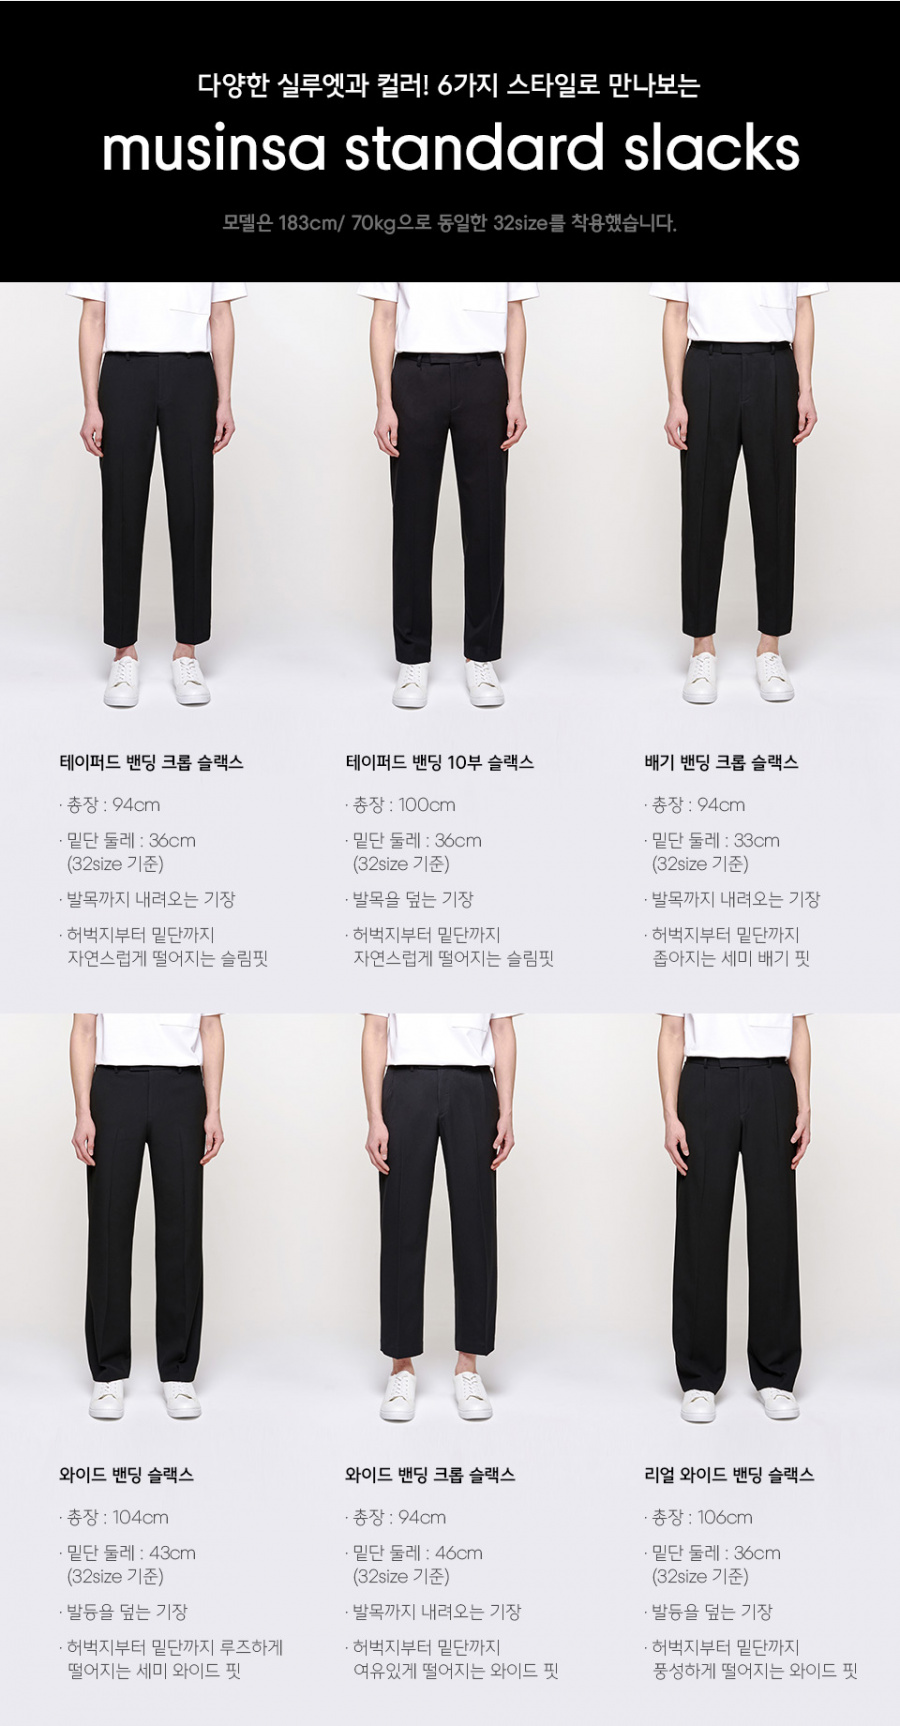 다양한 실루엣과 컬러! 6가지 스타일로 만나보는
musinsa standard slacks
모델은 183cm/ 70kg으로 동일한 32size를 착용했습니다.
테이퍼드 밴딩 크롭 슬랙스
· 총장 : 94cm
· 밑단 둘레 : 36cm
(32size 기준)
· 발목까지 내려오는 기장
· 허벅지부터 밑단까지
자연스럽게 떨어지는 슬림핏
테이퍼드 밴딩 10부 슬랙스
· 총장 : 100cm
· 밑단 둘레 : 36cm
(32size 기준)
· 발목을 덮는 기장
· 허벅지부터 밑단까지
자연스럽게 떨어지는 슬림핏
배기 밴딩 크롭 슬랙스
· 총장 : 94cm
· 밑단 둘레 : 33cm
(32size 기준)
· 발목까지 내려오는 기장
· 허벅지부터 밑단까지
좁아지는 세미 배기 핏
와이드 밴딩 슬랙스
· 총장 : 104cm
· 밑단 둘레 : 43cm
(32size 기준)
· 발등을 덮는 기장
· 허벅지부터 밑단까지 루즈하게
떨어지는 세미 와이드 핏
와이드 밴딩 크롭 슬랙스
· 총장 : 94cm
· 밑단 둘레 : 46cm
(32size 기준)
· 발목까지 내려오는 기장
· 허벅지부터 밑단까지
여유있게 떨어지는 와이드 핏
리얼 와이드 밴딩 슬랙스
· 총장 : 106cm
· 밑단 둘레 : 36cm
(32size 기준)
· 발등을 덮는 기장
· 허벅지부터 밑단까지
풍성하게 떨어지는 와이드 핏